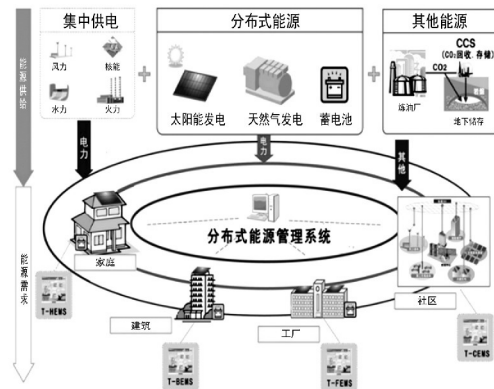 集中供电
分布式能源
其他能源
风力
核能
水力
火力
太阳能发电
天然气发电
蓄电池
CCS
(CO₂回收、存储)
CO2
炼油厂
地下储存
能源供给
电力
电力
其他
分布式能源管理系统
家庭
建筑
工厂
社区
能源需求
T-HEMS
T-BEMS
T-FEMS
T-CEMS